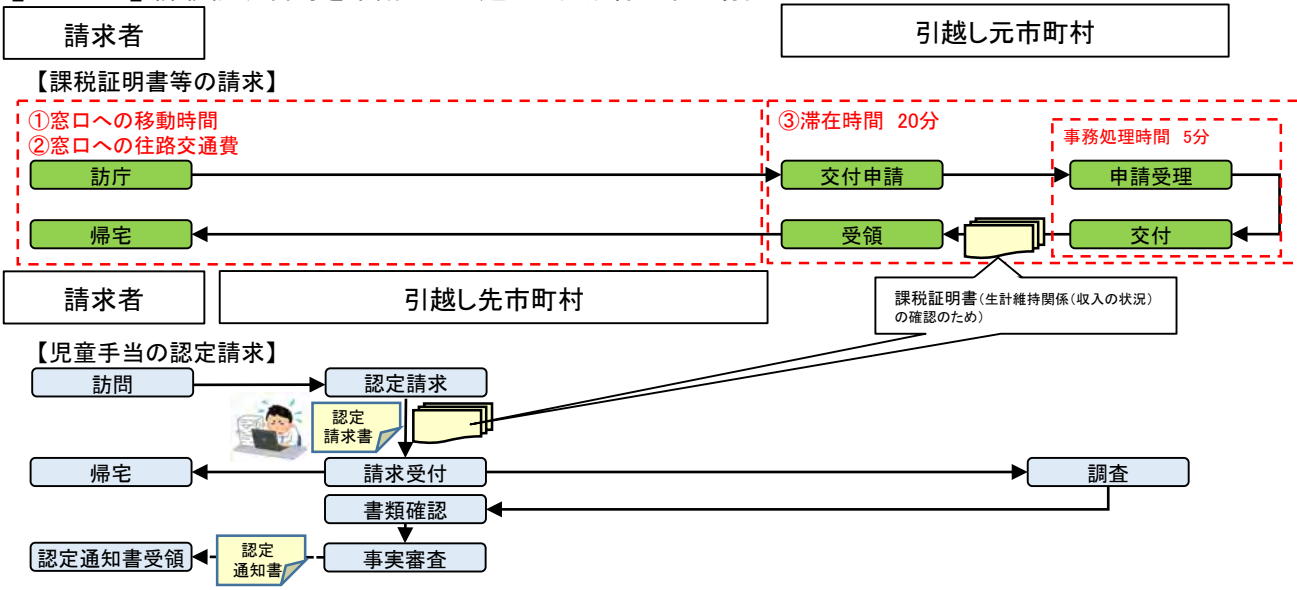 請求者
引越し元市町村
【課税証明書等の請求】
①窓口への移動時間
②窓口への往路交通費
③滞在時間 20分
事務処理時間 5分
訪庁
交付申請
申請受理
帰宅
受領
交付
請求者
引越し先市町村
課税証明書(生計維持関係(収入の状況)
の確認のため)
【児童手当の認定請求】
訪問
認定請求
認定
請求書
帰宅
請求受付
調査
書類確認
認定通知書受領
認定
通知書
事実審査